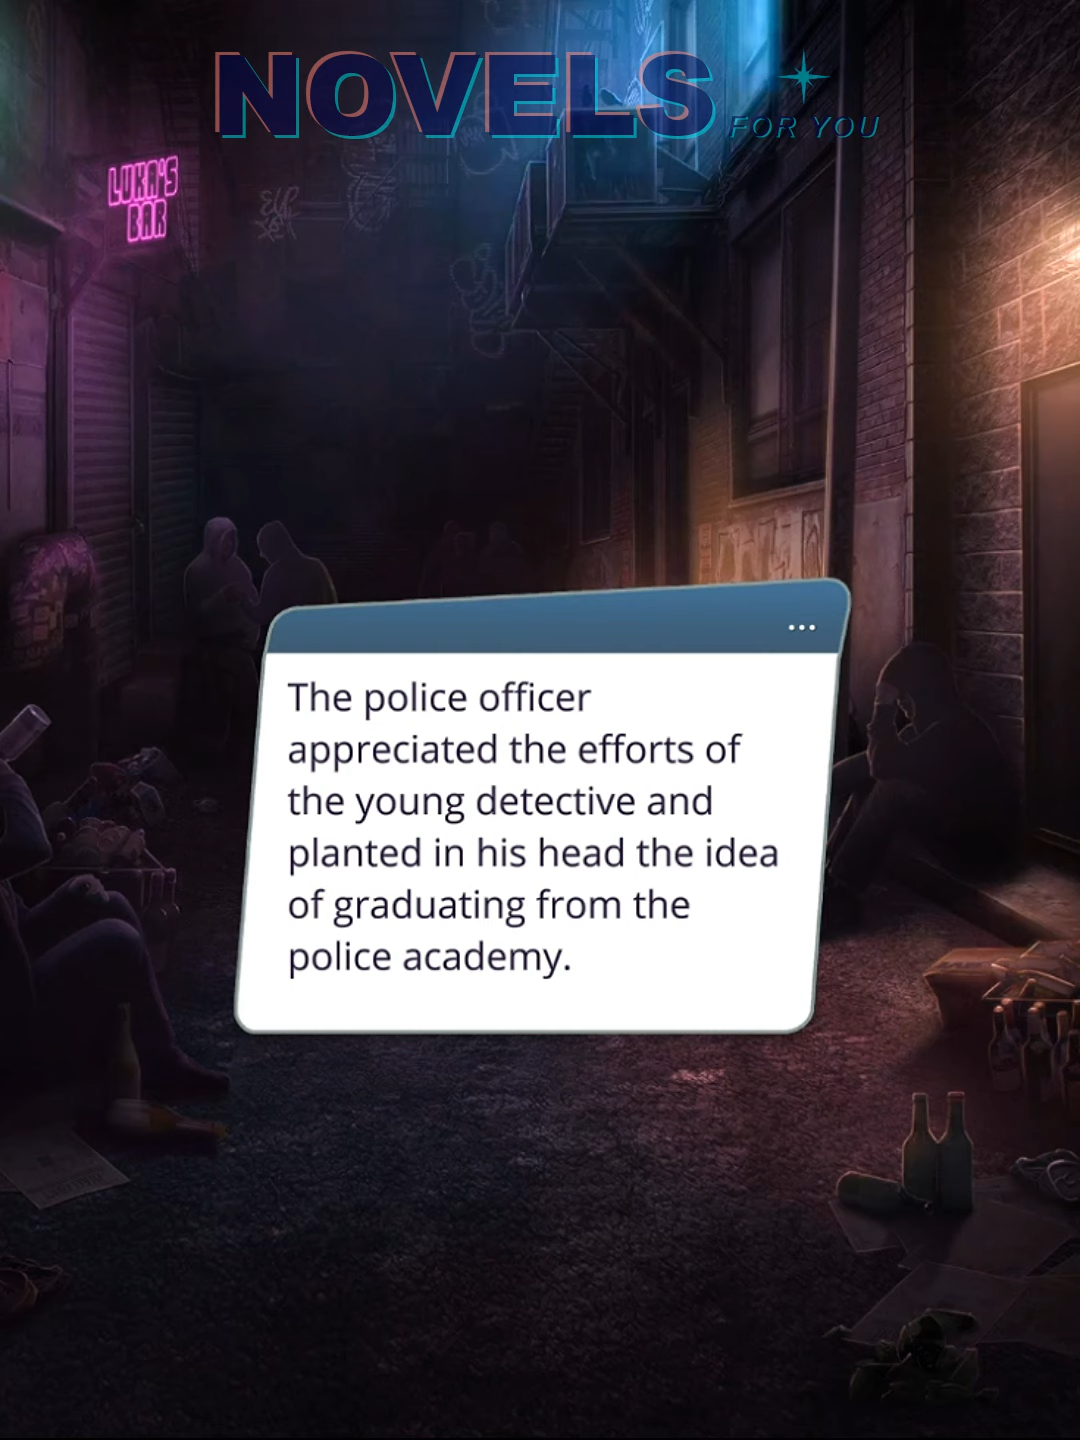 NOVELS
FOR YOU
LUKA'S
BAR
...
The police officer
appreciated the efforts of
the young detective and
planted in his head the idea
of graduating from the
police academy.